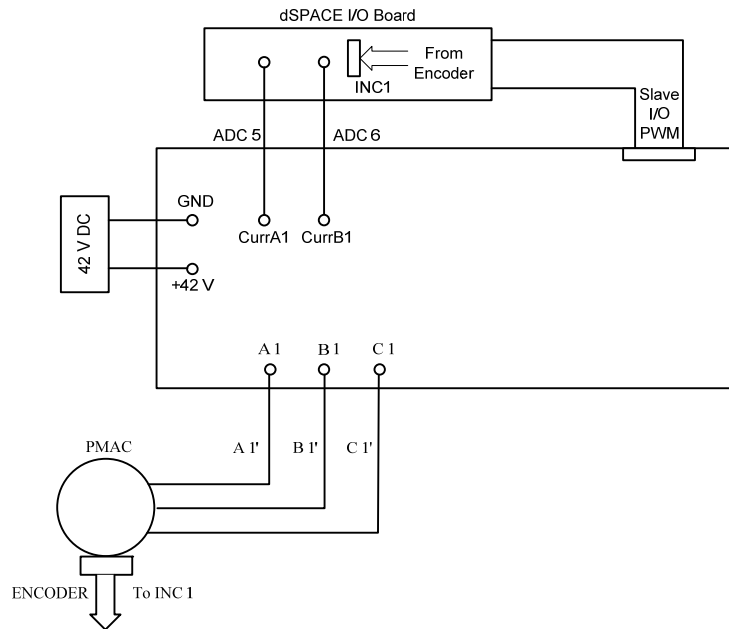 dSPACE I/O Board
From
Encoder
INC1
Slave
I/O
PWM
ADC 5
ADC 6
GND
42 V DC
CurrA1
CurrB1
+42 V
A 1
B 1
C 1
PMAC
A 1'
B 1'
C 1'
ENCODER
To INC 1